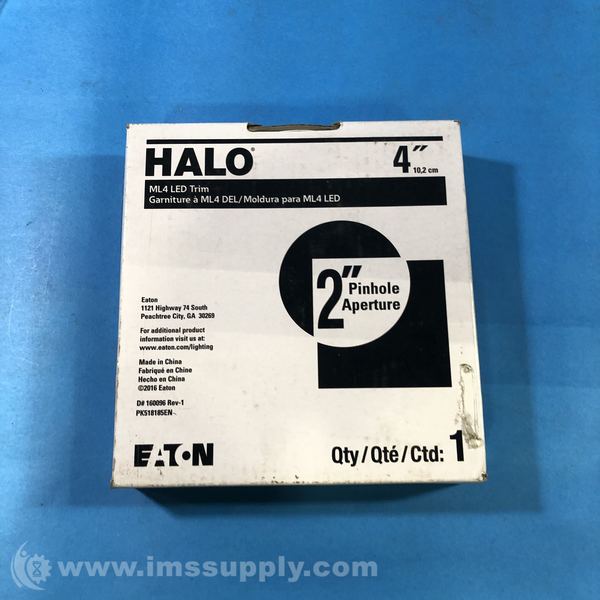 HALO®
4"
10,2 cm
ML4 LED Trim
Garniture à ML4 DEL/Moldura para ML4 LED
2" Pinhole
Aperture
Eaton
1121 Highway 74 South
Peachtree City, GA 30269
For additional product
information visit us at:
www.eaton.com/lighting
Made in China
Fabriqué en Chine
Hecho en China
©2016 Eaton
D# 160096 Rev-1
PK518185EN
EATON
Qty/Qté/Ctd: 1
www.imssupply.com